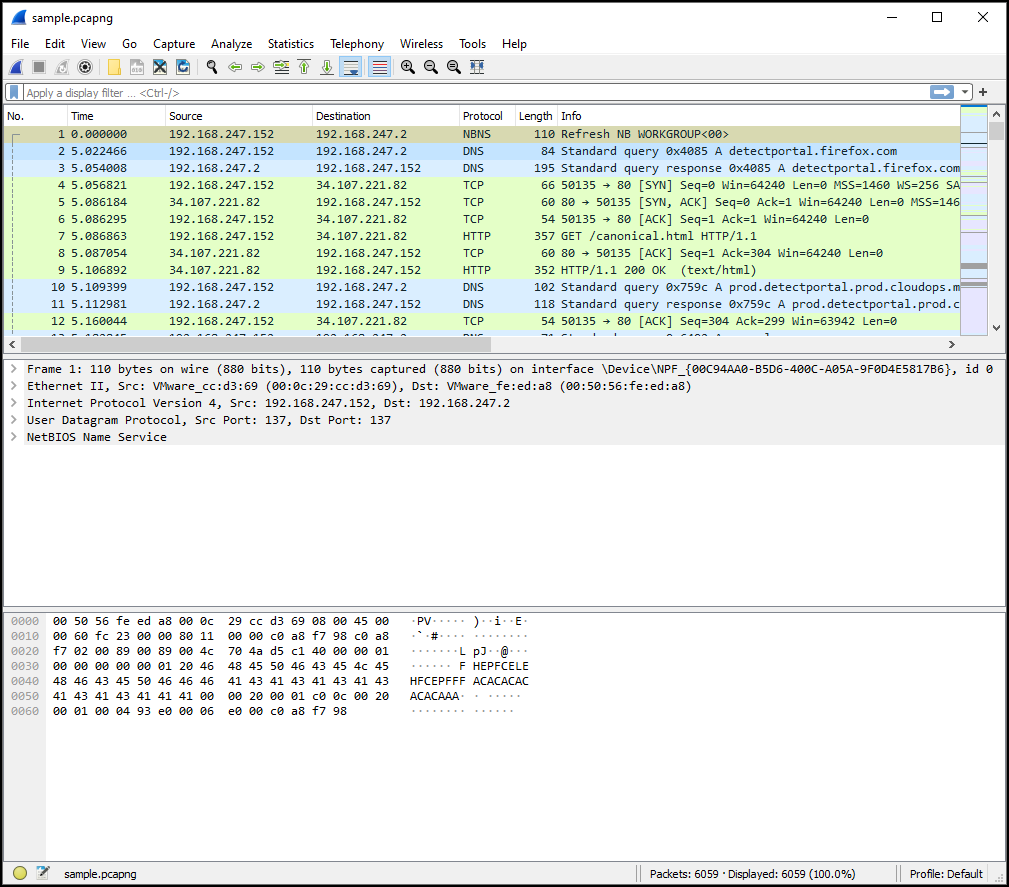 sample.pcapng
File Edit View Go Capture Analyze Statistics Telephony Wireless Tools Help
Apply a display filter ... <Ctrl-/>
No. Time Source Destination Protocol Length Info
1 0.000000 192.168.247.152 192.168.247.2 NBNS 110 Refresh NB WORKGROUP<00>
2 5.022466 192.168.247.152 192.168.247.2 DNS 84 Standard query 0x4085 A detectportal.firefox.com
3 5.054008 192.168.247.2 192.168.247.152 DNS 195 Standard query response 0x4085 A detectportal.firefox.com
4 5.056821 192.168.247.152 34.107.221.82 TCP 66 50135 → 80 [SYN] Seq=0 Win=64240 Len=0 MSS=1460 WS=256 SA
5 5.086184 34.107.221.82 192.168.247.152 TCP 60 80 → 50135 [SYN, ACK] Seq=0 Ack=1 Win=64240 Len=0 MSS=146
6 5.086295 192.168.247.152 34.107.221.82 TCP 54 50135 → 80 [ACK] Seq=1 Ack=1 Win=64240 Len=0
7 5.086863 192.168.247.152 34.107.221.82 HTTP 357 GET /canonical.html HTTP/1.1
8 5.087054 34.107.221.82 192.168.247.152 TCP 60 80 → 50135 [ACK] Seq=1 Ack=304 Win=64240 Len=0
9 5.106892 34.107.221.82 192.168.247.152 HTTP 352 HTTP/1.1 200 OK (text/html)
10 5.109399 192.168.247.152 192.168.247.2 DNS 102 Standard query 0x759c A prod.detectportal.prod.cloudops.m
11 5.112981 192.168.247.2 192.168.247.152 DNS 118 Standard query response 0x759c A prod.detectportal.prod.c
12 5.160044 192.168.247.152 34.107.221.82 TCP 54 50135 → 80 [ACK] Seq=304 Ack=299 Win=63942 Len=0
Frame 1: 110 bytes on wire (880 bits), 110 bytes captured (880 bits) on interface \Device\NPF_{00C94AA0-B5D6-400C-A05A-9F0D4E5817B6}, id 0
Ethernet II, Src: VMware_cc:d3:69 (00:0c:29:cc:d3:69), Dst: VMware_fe:ed:a8 (00:50:56:fe:ed:a8)
Internet Protocol Version 4, Src: 192.168.247.152, Dst: 192.168.247.2
User Datagram Protocol, Src Port: 137, Dst Port: 137
NetBIOS Name Service
0000 00 50 56 fe ed a8 00 0c 29 cc d3 69 08 00 45 00 ·PV····· )··i··E·
0010 00 60 fc 23 00 00 80 11 00 00 c0 a8 f7 98 c0 a8 ·`·#···· ········
0020 f7 02 00 89 00 89 00 4c 70 4a d5 c1 40 00 00 01 ·······L pJ··@···
0030 00 00 00 00 00 01 20 46 48 45 50 46 43 45 4c 45 ······ F HEPFCELE
0040 48 46 43 45 50 46 46 46 41 43 41 43 41 43 41 43 HFCEPFFF ACACACAC
0050 41 43 41 43 41 41 41 00 00 20 00 01 c0 0c 00 20 ACACAAA· · ····· 
0060 00 01 00 04 93 e0 00 06 e0 00 c0 a8 f7 98 ········ ······
sample.pcapng Packets: 6059 · Displayed: 6059 (100.0%) Profile: Default